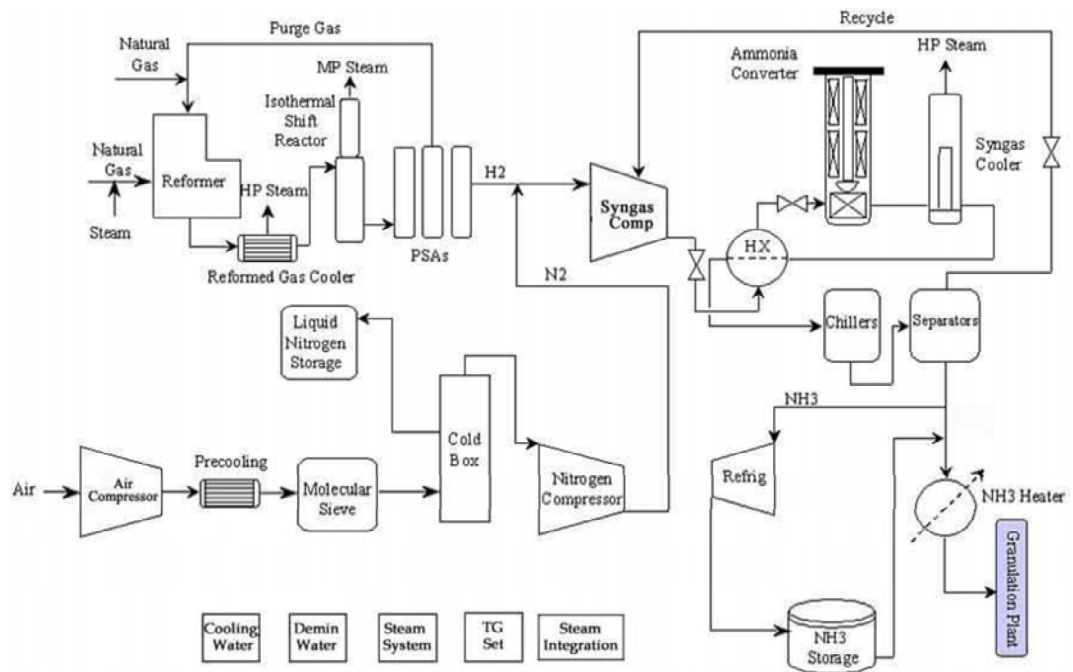 Recycle
Purge Gas
Natural
Gas
MP Steam
Ammonia
Converter
HP Steam
Isothermal
Shift
Reactor
Natural
Gas
Reformer
HP Steam
H2
Syngas
Cooler
Steam
Syngas
Comp
PSAs
HX
Reformed Gas Cooler
N2
Liquid
Nitrogen
Storage
Chillers
Separators
NH3
Cold
Box
Precooling
Air
Air
Compressor
Molecular
Sieve
Nitrogen
Compressor
Refrig
NH3 Heater
Granulation Plant
Cooling
Water
Demin
Water
Steam
System
TG
Set
Steam
Integration
NH3
Storage